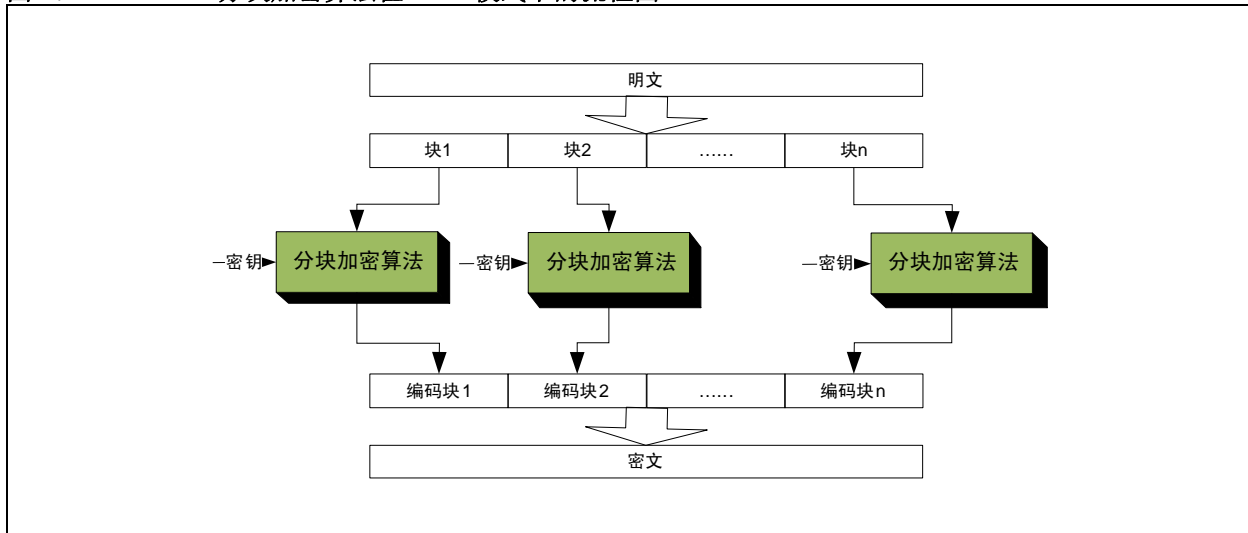 明文
块1 块2 …… 块n
密钥 分块加密算法 密钥 分块加密算法 密钥 分块加密算法
编码块1 编码块2 …… 编码块n
密文